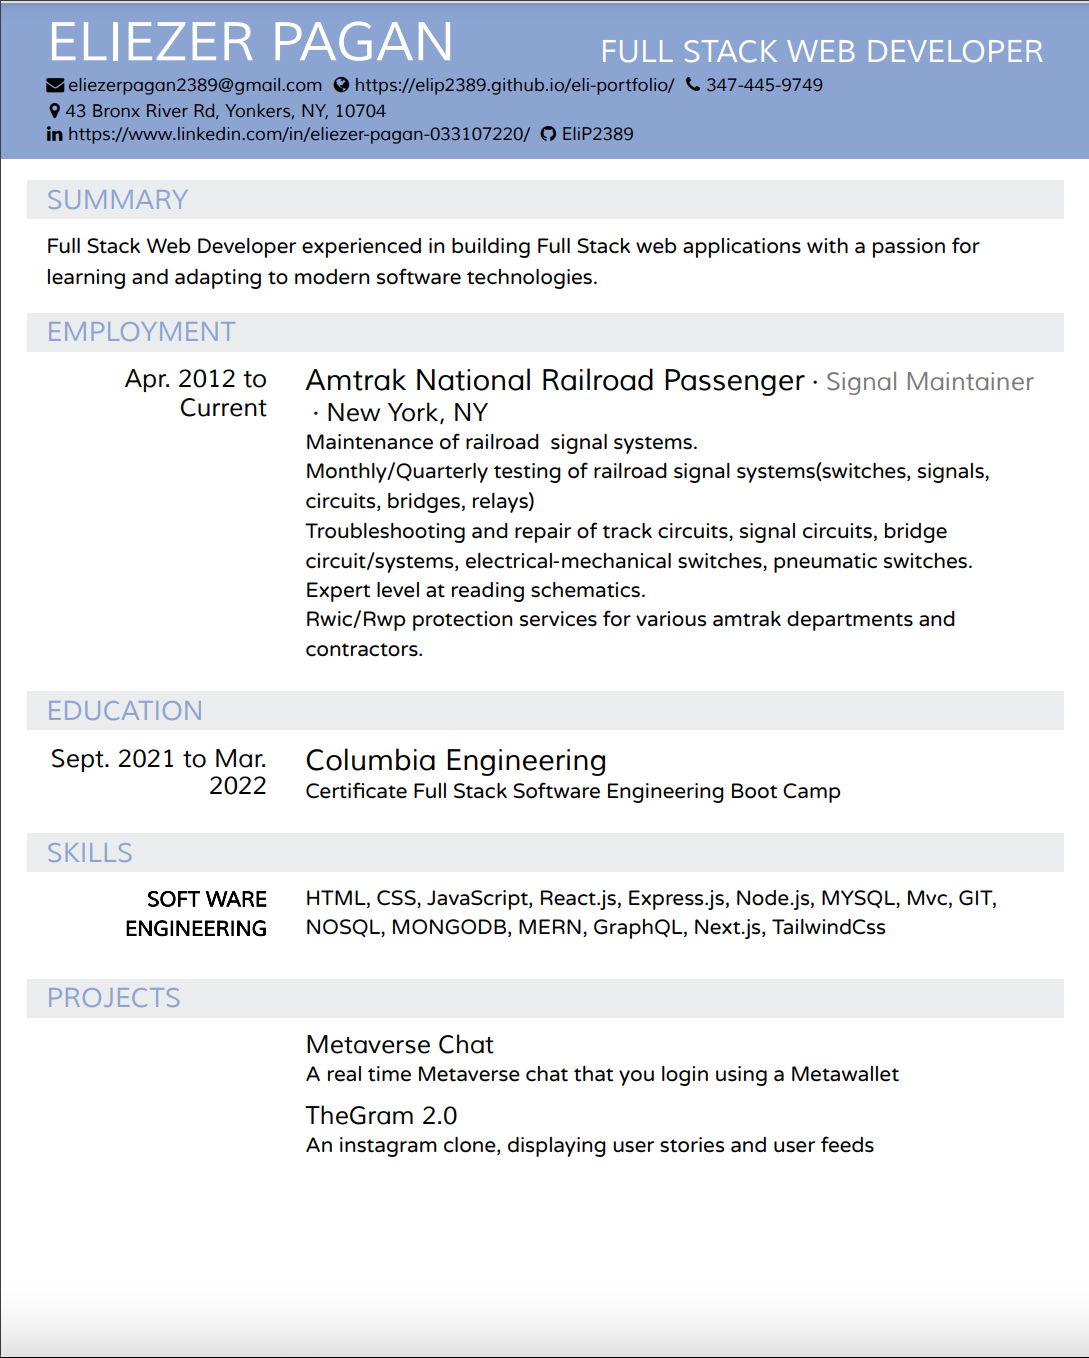 ELIEZER PAGAN
FULL STACK WEB DEVELOPER
eliezerpagan2389@gmail.com https://elip2389.github.io/eli-portfolio/ 347-445-9749
43 Bronx River Rd, Yonkers, NY, 10704
https://www.linkedin.com/in/eliezer-pagan-033107220/ EliP2389
SUMMARY
Full Stack Web Developer experienced in building Full Stack web applications with a passion for
learning and adapting to modern software technologies.
EMPLOYMENT
Apr. 2012 to
Current
Amtrak National Railroad Passenger · Signal Maintainer
· New York, NY
Maintenance of railroad  signal systems.
Monthly/Quarterly testing of railroad signal systems(switches, signals,
circuits, bridges, relays)
Troubleshooting and repair of track circuits, signal circuits, bridge
circuit/systems, electrical-mechanical switches, pneumatic switches.
Expert level at reading schematics.
Rwic/Rwp protection services for various amtrak departments and
contractors.
EDUCATION
Sept. 2021 to Mar.
2022
Columbia Engineering
Certificate Full Stack Software Engineering Boot Camp
SKILLS
SOFT WARE
ENGINEERING
HTML, CSS, JavaScript, React.js, Express.js, Node.js, MYSQL, Mvc, GIT,
NOSQL, MONGODB, MERN, GraphQL, Next.js, TailwindCss
PROJECTS
Metaverse Chat
A real time Metaverse chat that you login using a Metawallet
TheGram 2.0
An instagram clone, displaying user stories and user feeds